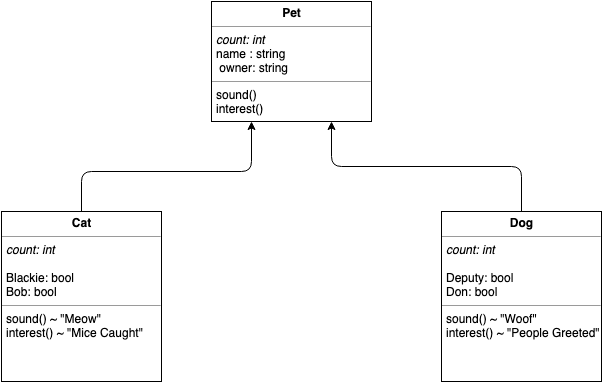 Pet
count: int
name : string
owner: string
sound()
interest()
Cat
count: int
Blackie: bool
Bob: bool
sound() ~ "Meow"
interest() ~ "Mice Caught"
Dog
count: int
Deputy: bool
Don: bool
sound() ~ "Woof"
interest() ~ "People Greeted"